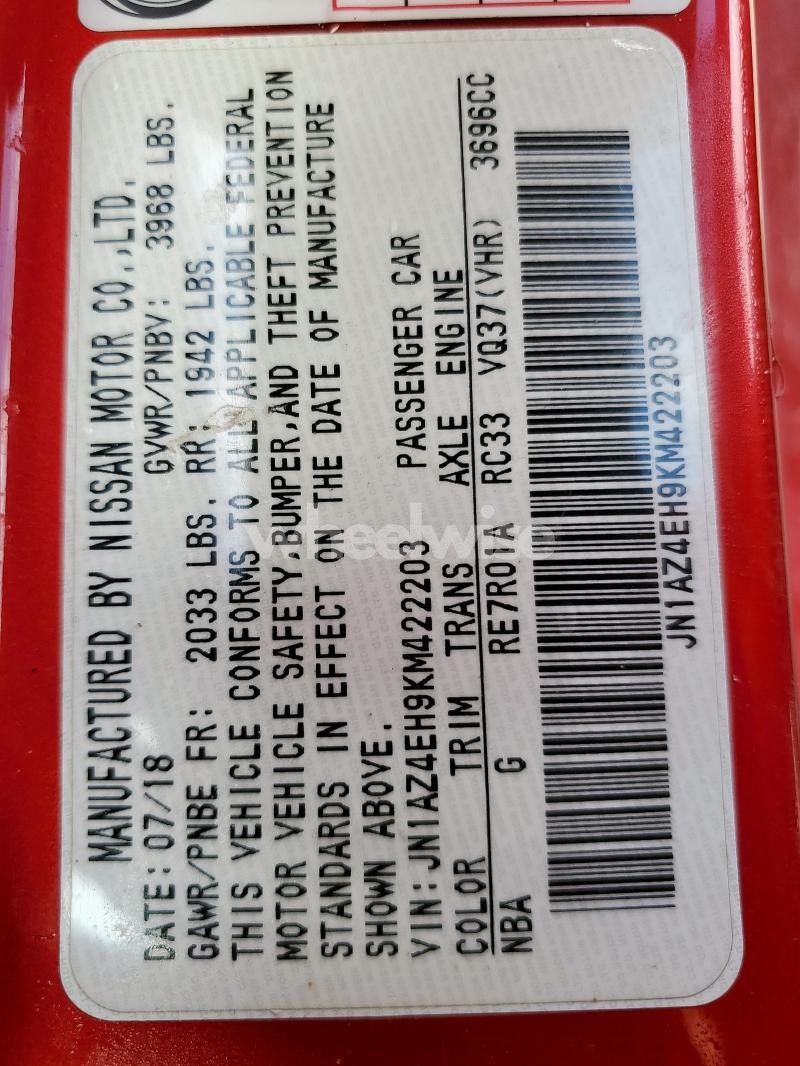 MANUFACTURED BY NISSAN MOTOR CO.,LTD.
DATE: 07/18 GVWR/PNBV: 3968 LBS.
GAWR/PNBE FR: 2033 LBS. RR: 1942 LBS.
THIS VEHICLE CONFORMS TO ALL APPLICABLE FEDERAL
MOTOR VEHICLE SAFETY,BUMPER,AND THEFT PREVENTION
STANDARDS IN EFFECT ON THE DATE OF MANUFACTURE
SHOWN ABOVE.
VIN: JN1AZ4EH9KM422203 PASSENGER CAR
COLOR TRIM TRANS AXLE ENGINE
NBA G RE7R01A RC33 VQ37(VHR) 3696CC
JN1AZ4EH9KM422203
wheelwire